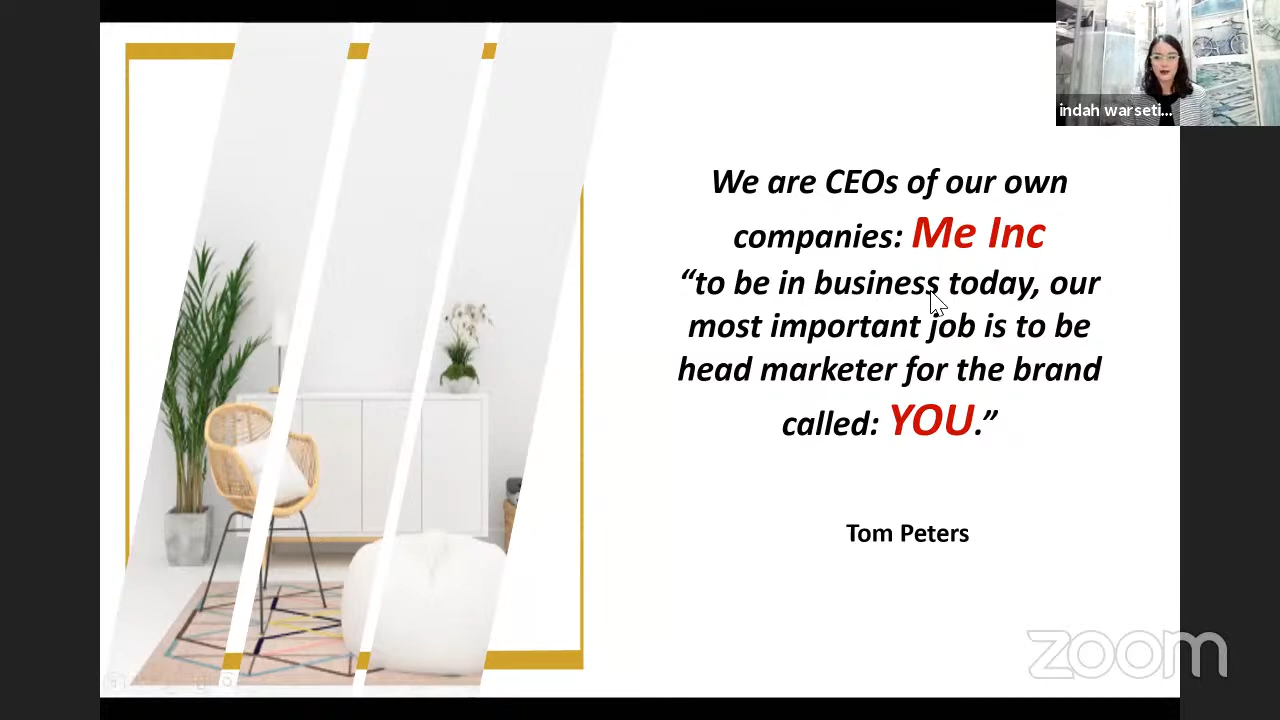 indah warseti...
We are CEOs of our own
companies: Me Inc
“to be in business today, our
most important job is to be
head marketer for the brand
called: YOU.”
Tom Peters
zoom